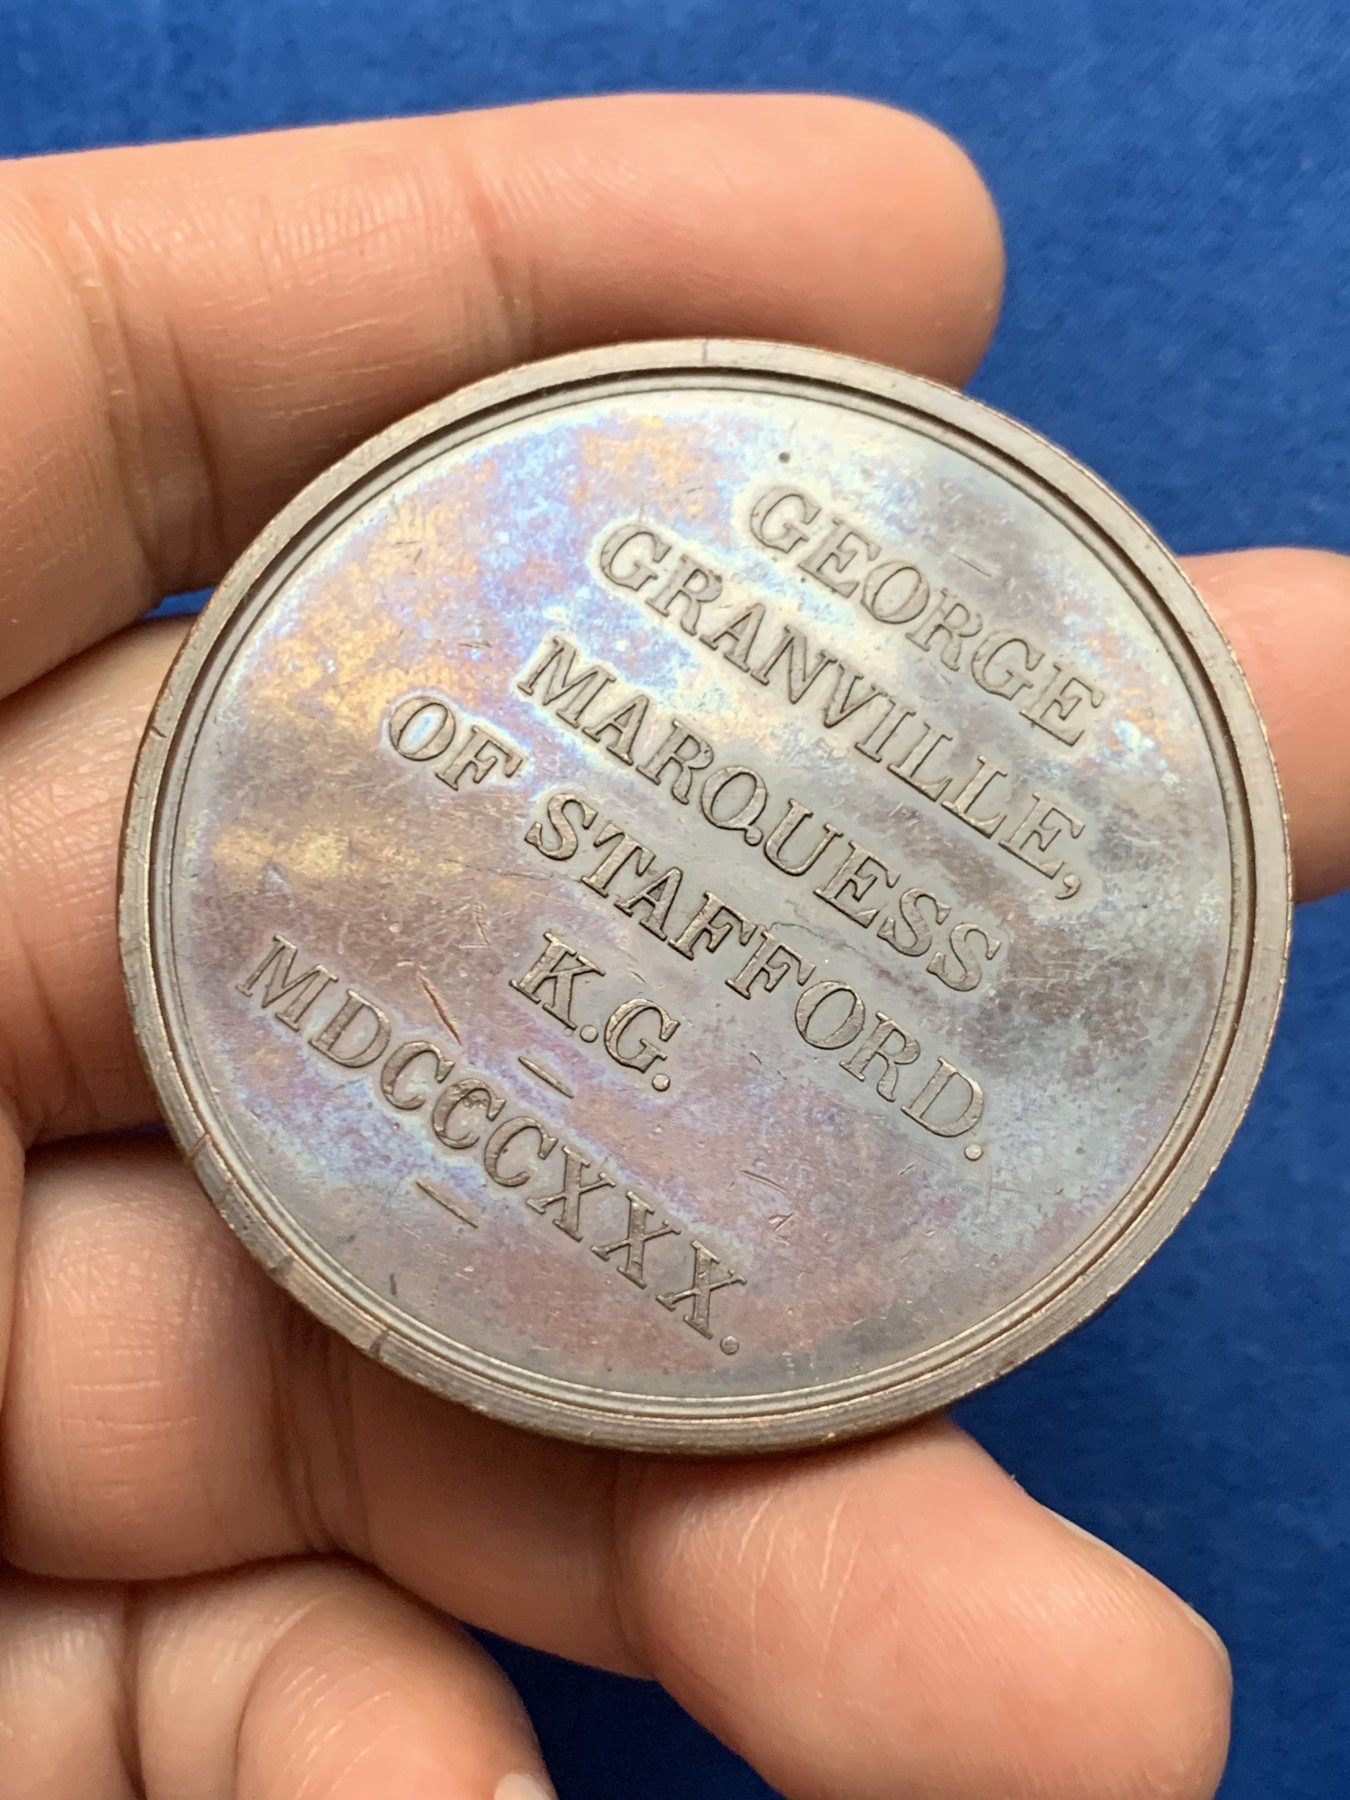 GEORGE
GRANVILLE,
MARQUESS
OF STAFFORD.
K.G.
MDCCCXXX.